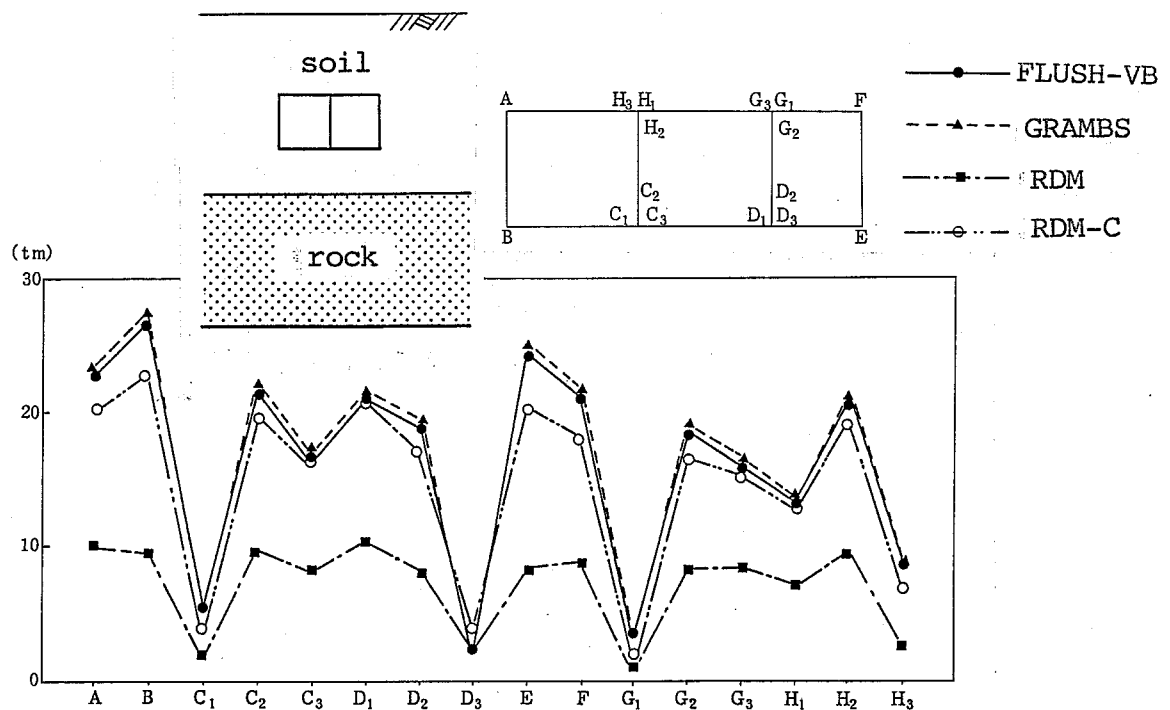 soil
rock
A H₃ H₁ G₃ G₁ F
H₂ G₂
C₂ D₂
C₁ C₃ D₁ D₃
B E
FLUSH-VB
GRAMBS
RDM
RDM-C
(tm)
30
20
10
0
A B C₁ C₂ C₃ D₁ D₂ D₃ E F G₁ G₂ G₃ H₁ H₂ H₃